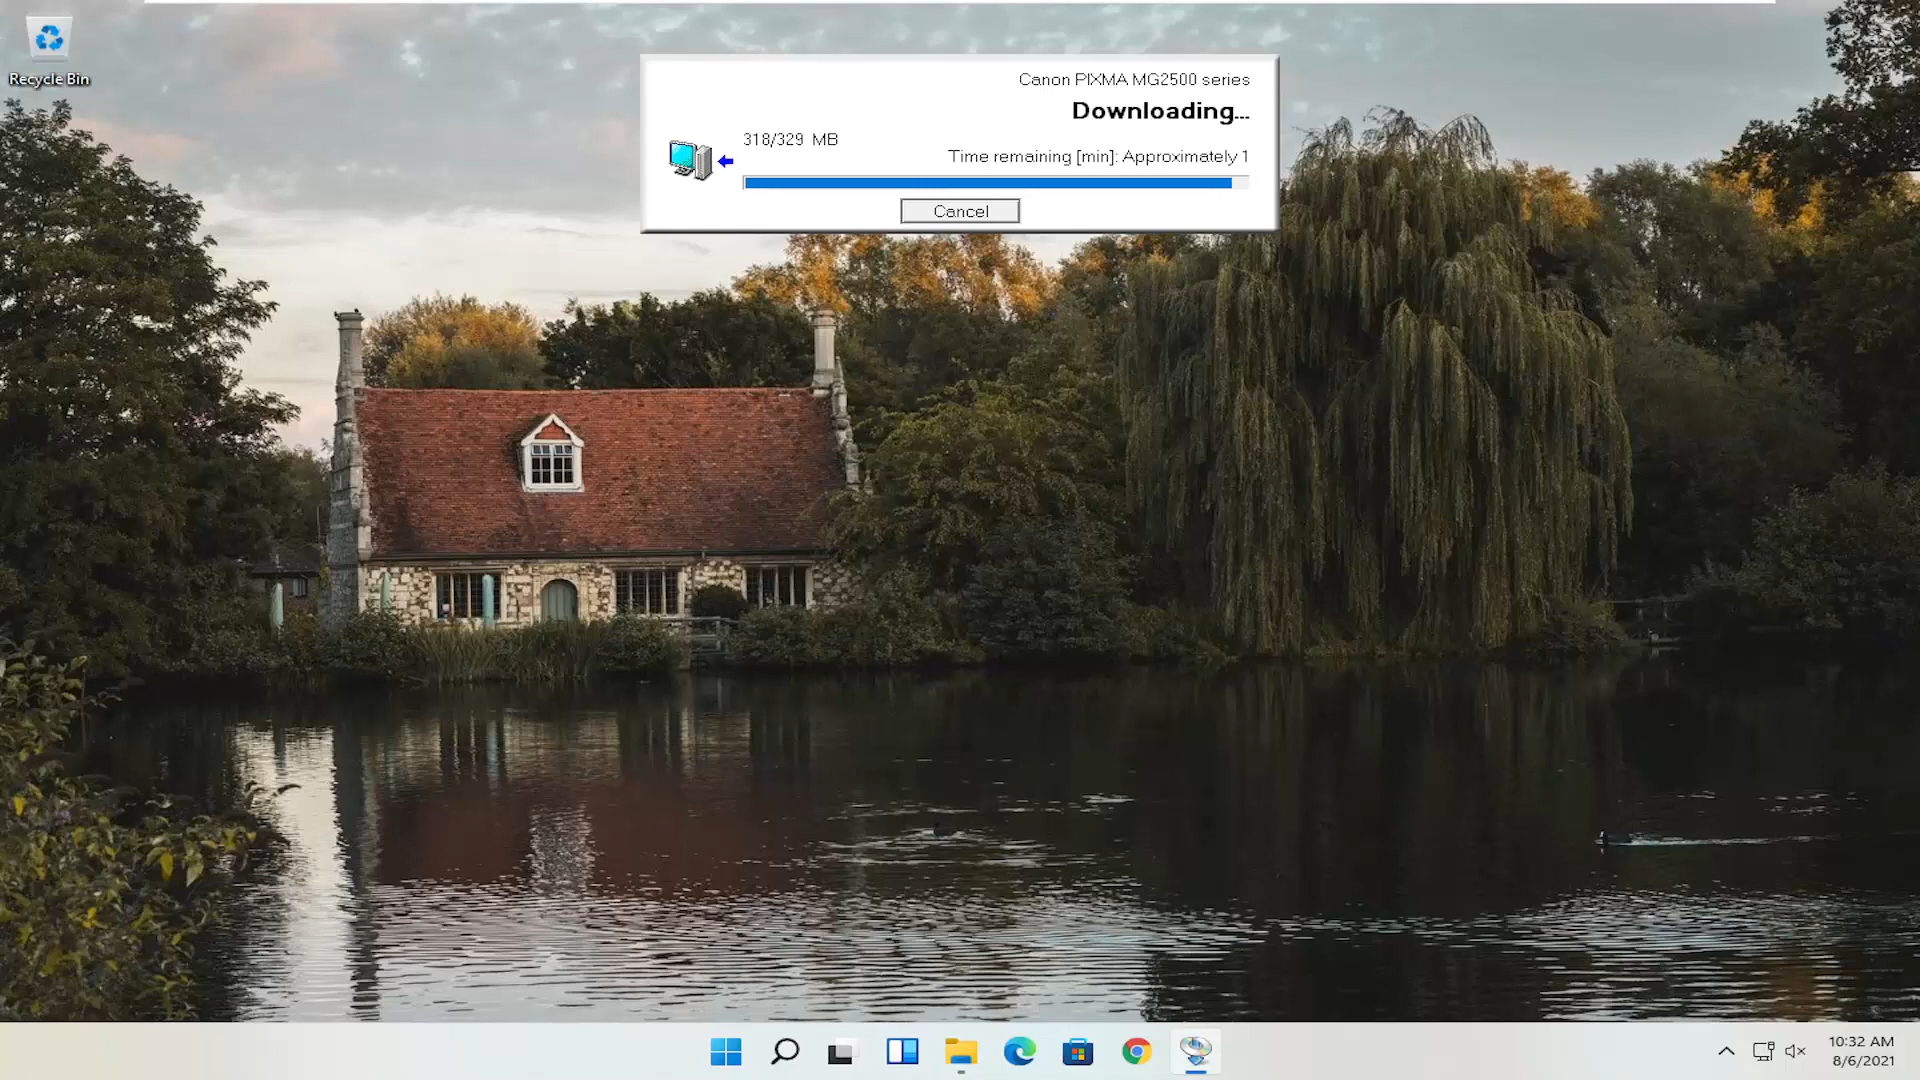 Recycle Bin
Canon PIXMA MG2500 series
Downloading...
318/329 MB
Time remaining [min]: Approximately 1
Cancel
10:32 AM
8/6/2021